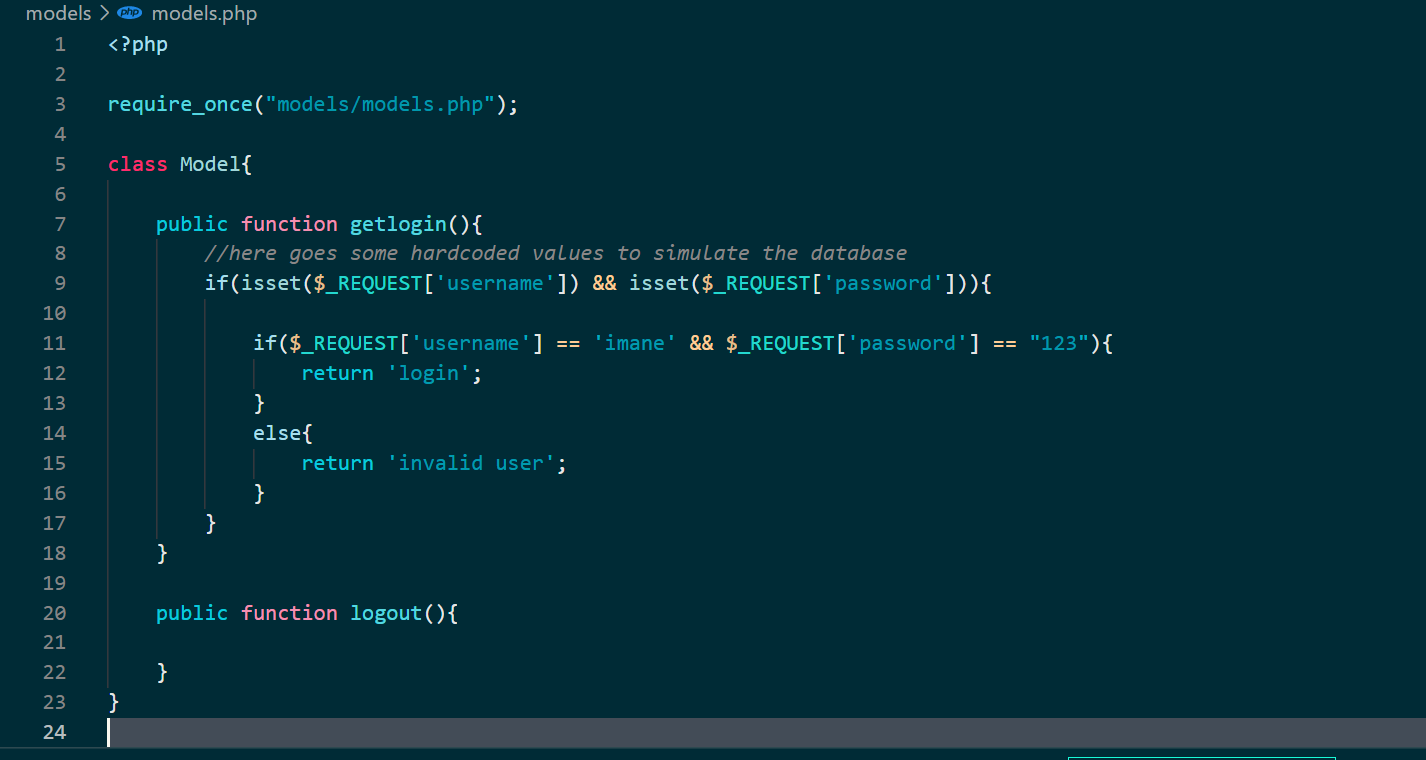 models > php models.php
1 <?php
2
3 require_once("models/models.php");
4
5 class Model{
6
7     public function getlogin(){
8         //here goes some hardcoded values to simulate the database
9         if(isset($_REQUEST['username']) && isset($_REQUEST['password'])){
10
11             if($_REQUEST['username'] == 'imane' && $_REQUEST['password'] == "123"){
12                 return 'login';
13             }
14             else{
15                 return 'invalid user';
16             }
17         }
18     }
19
20     public function logout(){
21
22     }
23 }
24